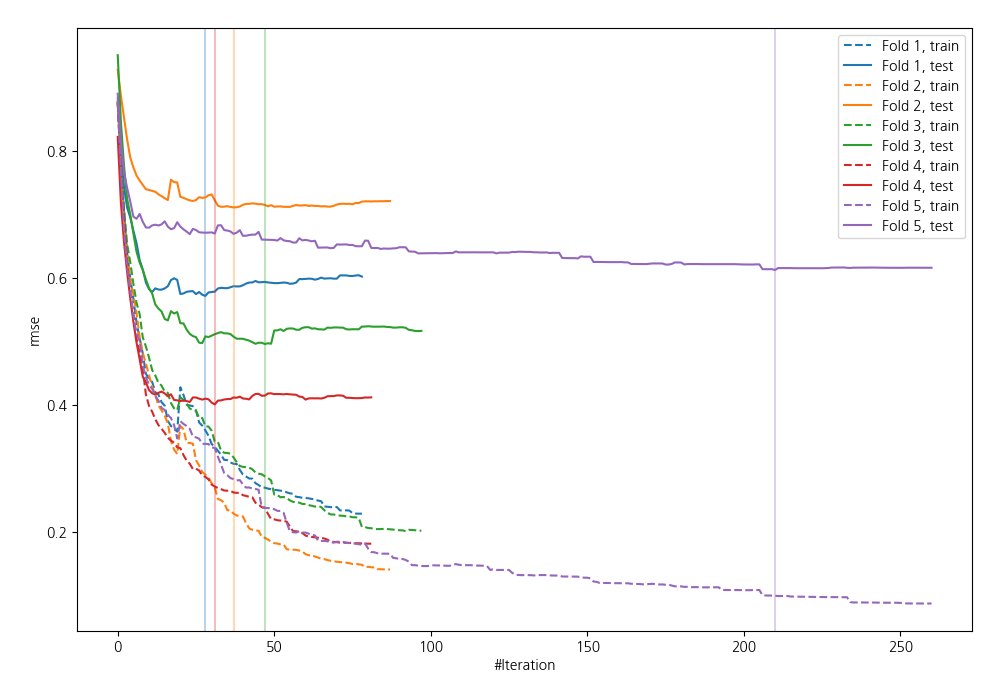 Fold 1, train
Fold 1, test
Fold 2, train
Fold 2, test
Fold 3, train
Fold 3, test
Fold 4, train
Fold 4, test
Fold 5, train
Fold 5, test
rmse
0.8
0.6
0.4
0.2
0 50 100 150 200 250
#Iteration